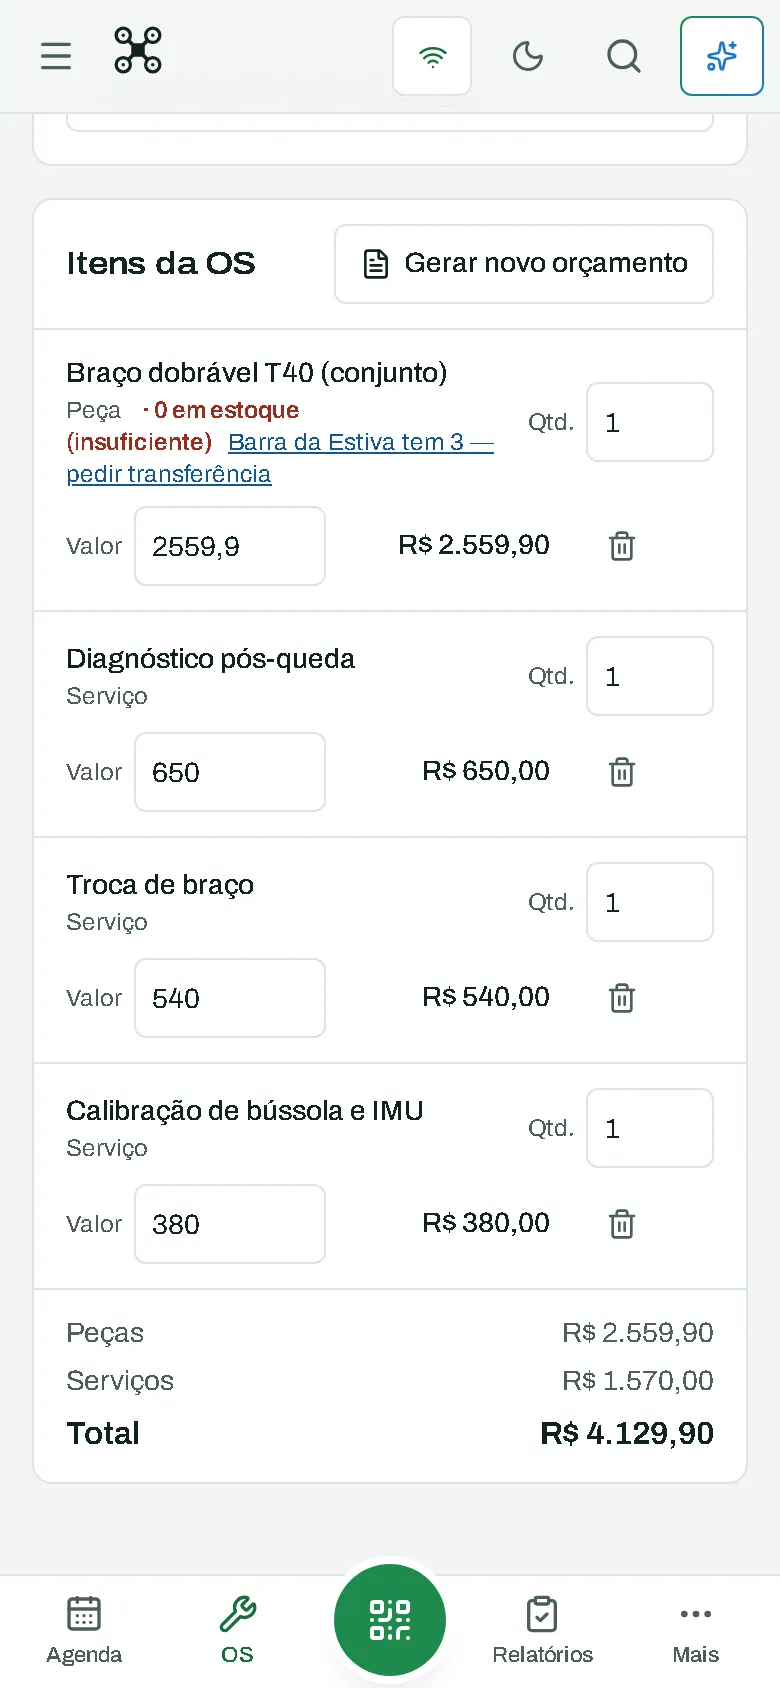 Itens da OS
Gerar novo orçamento
Braço dobrável T40 (conjunto)
Peça · 0 em estoque
(insuficiente) Barra da Estiva tem 3 —
pedir transferência
Qtd. 1
Valor 2559,9 R$ 2.559,90
Diagnóstico pós-queda
Serviço
Qtd. 1
Valor 650 R$ 650,00
Troca de braço
Serviço
Qtd. 1
Valor 540 R$ 540,00
Calibração de bússola e IMU
Serviço
Qtd. 1
Valor 380 R$ 380,00
Peças R$ 2.559,90
Serviços R$ 1.570,00
Total R$ 4.129,90
Agenda OS Relatórios Mais